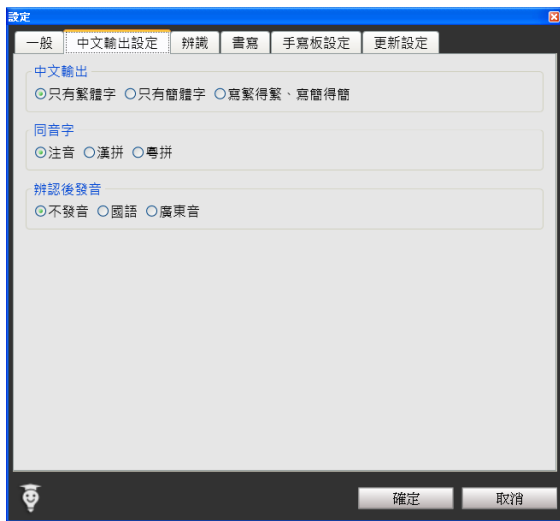 設定
一般 中文輸出設定 辨識 書寫 手寫板設定 更新設定
中文輸出
只有繁體字 只有簡體字 寫繁得繁、寫簡得簡
同音字
注音 漢拼 粵拼
辨認後發音
不發音 國語 廣東音
確定 取消